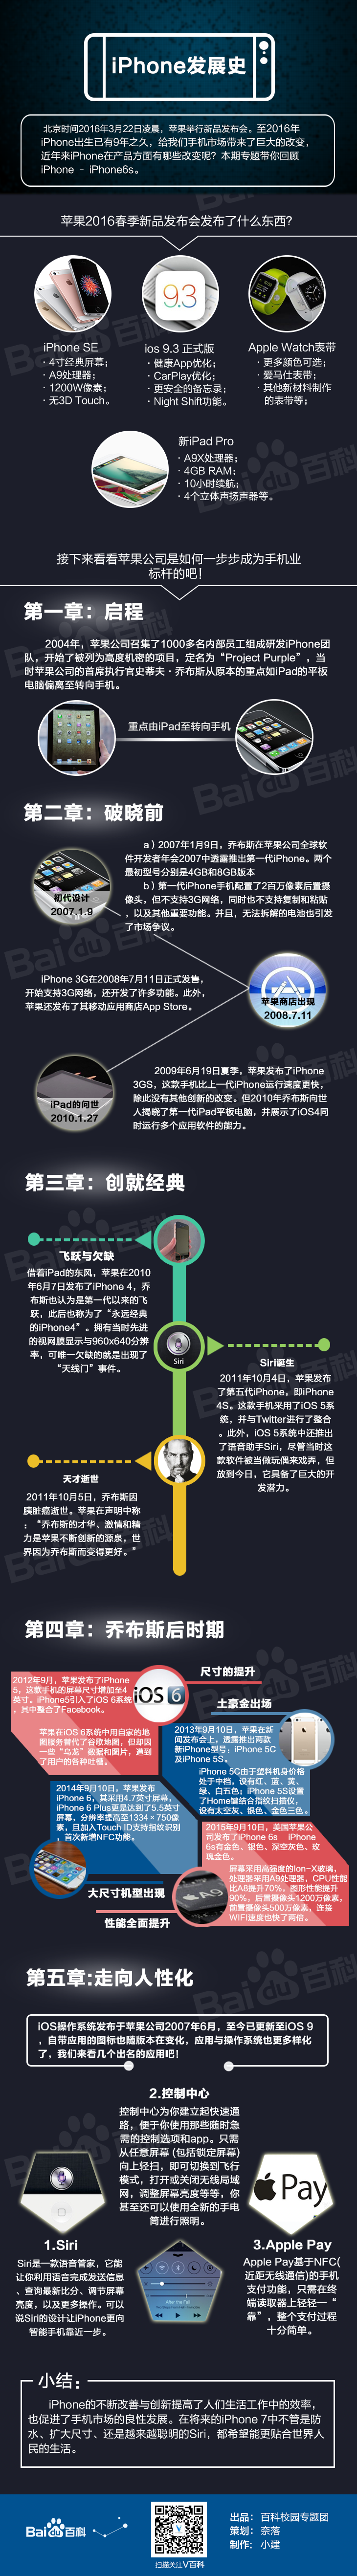 iPhone发展史
北京时间2016年3月22日凌晨，苹果举行新品发布会。至2016年
iPhone出生已有9年之久，给我们手机市场带来了巨大的改变，
近年来iPhone在产品方面有哪些改变呢？本期专题带你回顾
iPhone - iPhone6s。
苹果2016春季新品发布会发布了什么东西?
9.3
iPhone SE
· 4寸经典屏幕；
· A9处理器；
· 1200W像素；
· 无3D Touch。
ios 9.3 正式版
· 健康App优化；
· CarPlay优化；
· 更安全的备忘录；
· Night Shift功能。
Apple Watch表带
· 更多颜色可选；
· 爱马仕表带；
· 其他新材料制作
的表带等；
新iPad Pro
· A9X处理器；
· 4GB RAM；
· 10小时续航；
· 4个立体声扬声器等。
接下来看看苹果公司是如何一步步成为手机业
标杆的吧！
第一章：启程
2004年，苹果公司召集了1000多名内部员工组成研发iPhone团
队，开始了被列为高度机密的项目，定名为“Project Purple”，当
时苹果公司的首席执行官史蒂夫·乔布斯从原本的重点如iPad的平板
电脑偏离至转向手机。
重点由iPad至转向手机
第二章：破晓前
a）2007年1月9日，乔布斯在苹果公司全球软
件开发者年会2007中透露推出第一代iPhone。两个
最初型号分别是4GB和8GB版本
b）第一代iPhone手机配置了2百万像素后置摄
像头，但不支持3G网络，同时也不支持复制和粘贴
，以及其他重要功能。并且，无法拆解的电池也引发
了市场争议。
初代设计
2007.1.9
iPhone 3G在2008年7月11日正式发售，
开始支持3G网络，还开发了许多功能。此外，
苹果还发布了其移动应用商店App Store。
苹果商店出现
2008.7.11
2009年6月19日夏季，苹果发布了iPhone
3GS，这款手机比上一代iPhone运行速度更快，
除此没有其他创新的改变。但2010年乔布斯向世
人揭晓了第一代iPad平板电脑，并展示了iOS4同
时运行多个应用软件的能力。
iPad的问世
2010.1.27
第三章：创就经典
飞跃与欠缺
借着iPad的东风，苹果在2010
年6月7日发布了iPhone 4，乔
布斯也认为是第一代以来的飞
跃，此后也称为了“永远经典
的iPhone4”。拥有当时先进
的视网膜显示与960x640分辨
率，可唯一欠缺的就是出现了
“天线门”事件。
Siri
Siri诞生
2011年10月4日，苹果发布
了第五代iPhone，即iPhone
4S。这款手机采用了iOS 5系
统，并与Twitter进行了整合
。此外，iOS 5系统中还推出
了语音助手Siri，尽管当时这
款软件被当做玩偶来戏弄，但
放到今日，它具备了巨大的开
发潜力。
天才逝世
2011年10月5日，乔布斯因
胰脏癌逝世。苹果在声明中称
：“乔布斯的才华、激情和精
力是苹果不断创新的源泉，世
界因为乔布斯而变得更好。”
第四章：乔布斯后时期
2012年9月，苹果发布了iPhone
5，这款手机的屏幕尺寸增加至4
英寸。iPhone5引入了iOS 6系统
，其中整合了Facebook。
苹果在iOS 6系统中用自家的地
图服务替代了谷歌地图，但却因
一些“乌龙”数据和图片，遭到
了用户的各种吐槽。
iOS 6
尺寸的提升
土豪金出场
2013年9月10日，苹果在新
闻发布会上，透露推出两款
新iPhone型号：iPhone 5C
及iPhone 5S。
iPhone 5C由于塑料机身价格
处于中档，设有红、蓝、黄、
绿、白五色；iPhone 5S设置
了Home键结合指纹扫描仪，
设有太空灰、银色、金色三色。
2014年9月10日，苹果发布
iPhone 6，其采用4.7英寸屏幕，
iPhone 6 Plus更是达到了5.5英寸
屏幕，分辨率提高至1334×750像
素，且加入Touch ID支持指纹识别
，首次新增NFC功能。
大尺寸机型出现
2015年9月10日，美国苹果公
司发布了iPhone 6s iPhone
6s有金色、银色、深空灰色、玫
瑰金色。
屏幕采用高强度的Ion-X玻璃，
处理器采用A9处理器，CPU性能
比A8提升70%，图形性能提升
90%，后置摄像头1200万像素，
前置摄像头500万像素，连接
WIFI速度也快了两倍。
A9
性能全面提升
第五章:走向人性化
iOS操作系统发布于苹果公司2007年6月，至今已更新至iOS 9
，自带应用的图标也随版本在变化，应用与操作系统也更多样化
了，我们来看几个出名的应用吧！
2.控制中心
控制中心为你建立起快速通
路，便于你使用那些随时急
需的控制选项和app。只需
从任意屏幕 (包括锁定屏幕)
向上轻扫，即可切换到飞行
模式，打开或关闭无线局域
网，调整屏幕亮度等等，你
甚至还可以使用全新的手电
筒进行照明。
1.Siri
Siri是一款语音管家，它能
让你利用语音完成发送信息
、查询最新比分、调节屏幕
亮度，以及更多操作。可以
说Siri的设计让iPhone更向
智能手机靠近一步。
Pay
3.Apple Pay
Apple Pay基于NFC(
近距无线通信)的手机
支付功能，只需在终
端读取器上轻轻一“
靠”，整个支付过程
十分简单。
小结：
iPhone的不断改善与创新提高了人们生活工作中的效率，
也促进了手机市场的良性发展。在将来的iPhone 7中不管是防
水、扩大尺寸、还是越来越聪明的Siri，都希望能更贴合世界人
民的生活。
Bai百科
扫描关注V百科
出品：百科校园专题团
策划：奈落
制作：小建